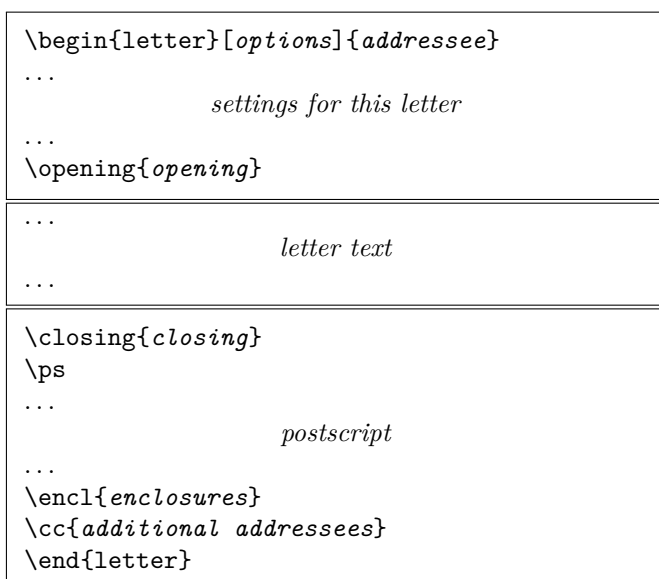 \begin{letter}[options]{addressee}
...
settings for this letter
...
\opening{opening}
...
letter text
...
\closing{closing}
\ps
...
postscript
...
\encl{enclosures}
\cc{additional addressees}
\end{letter}